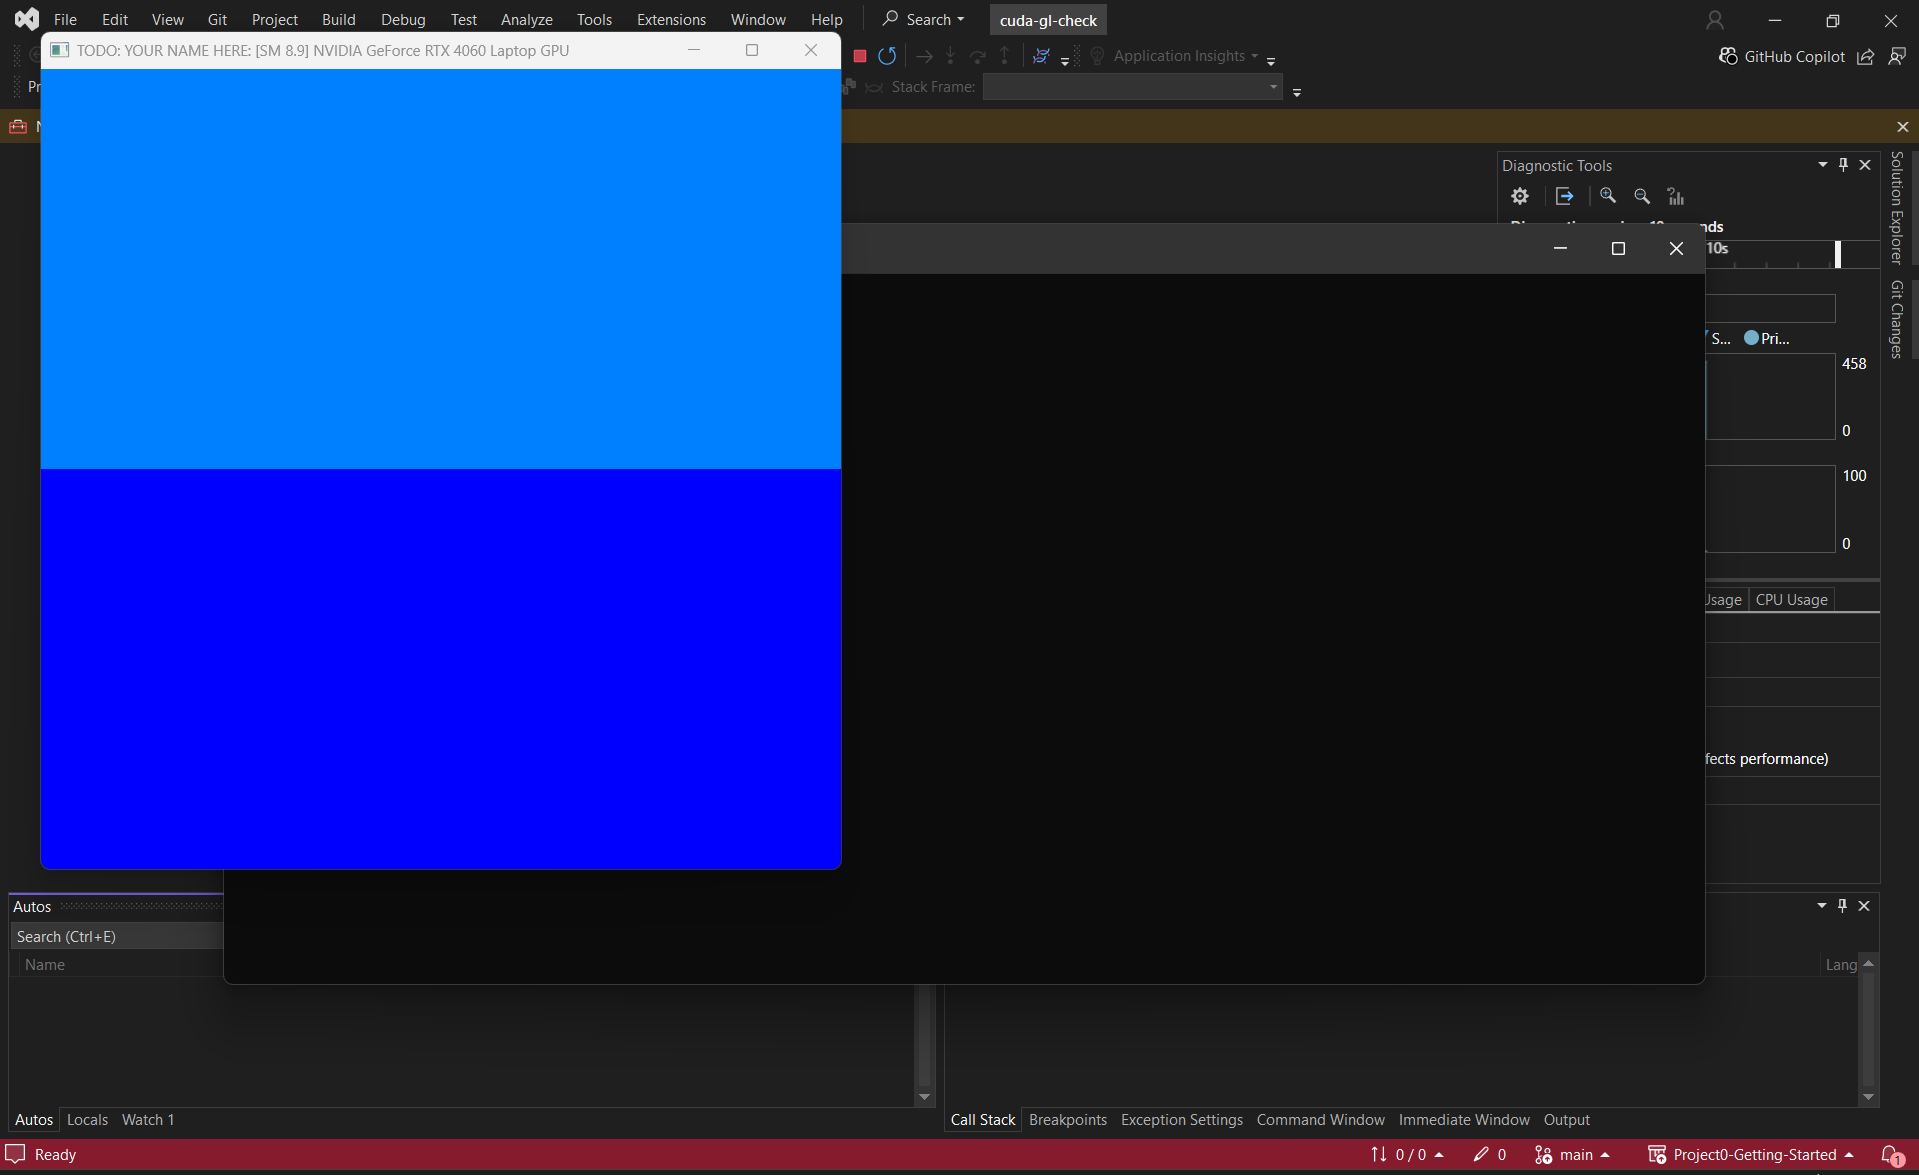 File Edit View Git Project Build Debug Test Analyze Tools Extensions Window Help Search cuda-gl-check
TODO: YOUR NAME HERE: [SM 8.9] NVIDIA GeForce RTX 4060 Laptop GPU
Application Insights
GitHub Copilot
Pr
Stack Frame:
N
Diagnostic Tools
nds
10s
S... Pri...
458
0
100
0
Usage CPU Usage
fects performance)
Solution Explorer
Git Changes
Autos
Search (Ctrl+E)
Name
Lang
Autos Locals Watch 1
Call Stack Breakpoints Exception Settings Command Window Immediate Window Output
Ready
0 / 0 0 main Project0-Getting-Started 1